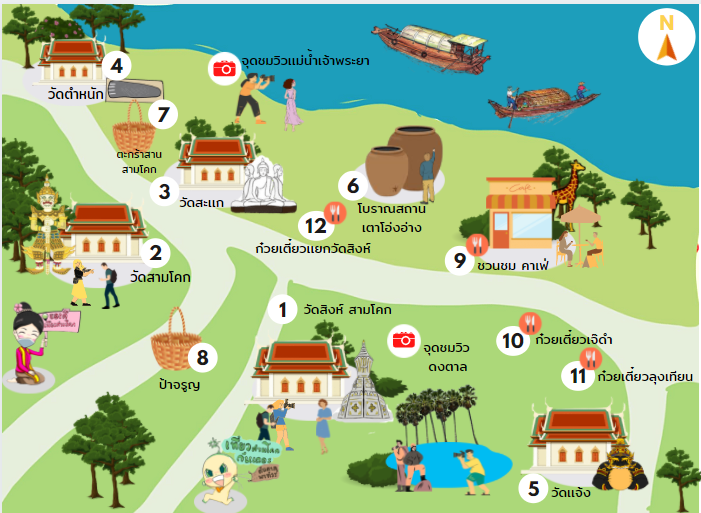 N
จุดชมวิวแม่น้ำเจ้าพระยา
4
วัดตำหนัก
7
ตะกร้าสาน
สามโคก
3
วัดสะแก
6
โบราณสถาน
เตาโอ่งอ่าง
12
ก๋วยเตี๋ยวแยกวัดสิงห์
Cafe
9
ชวนชม คาเฟ่
2
วัดสามโคก
1 วัดสิงห์ สามโคก
จุดชมวิว
ดงตาล
10 ก๋วยเตี๋ยวเจ๊ดำ
11 ก๋วยเตี๋ยวลุงเทียน
8
ป้าจรูญ
เที่ยวสามโคก
5 วัดแจ้ง